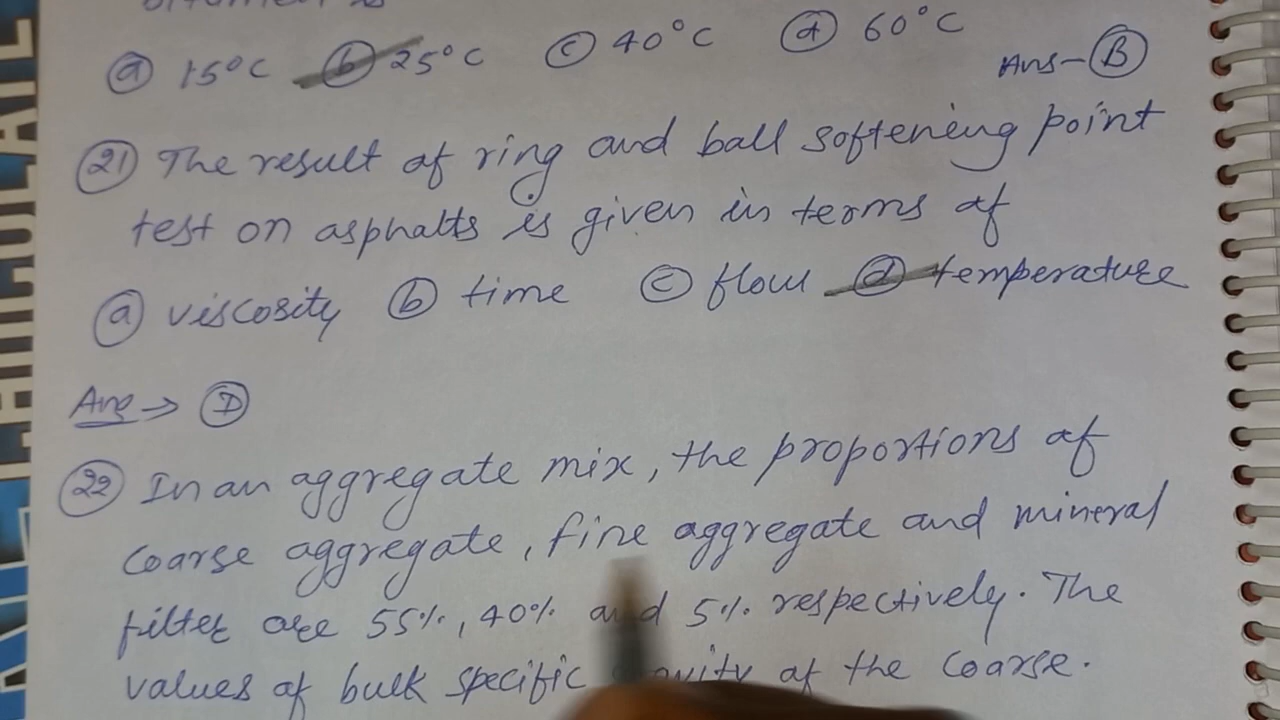 (a) 15°C (b) 25°C (c) 40°C (d) 60°C
Ans - (B)
(21) The result of ring and ball softening point
test on asphalts is given in terms of
(a) viscosity (b) time (c) flow (d) temperature
Ans → (D)
(22) In an aggregate mix, the proportions of
coarse aggregate, fine aggregate and mineral
filter are 55%, 40% and 5% respectively. The
values of bulk specific of the coarse.